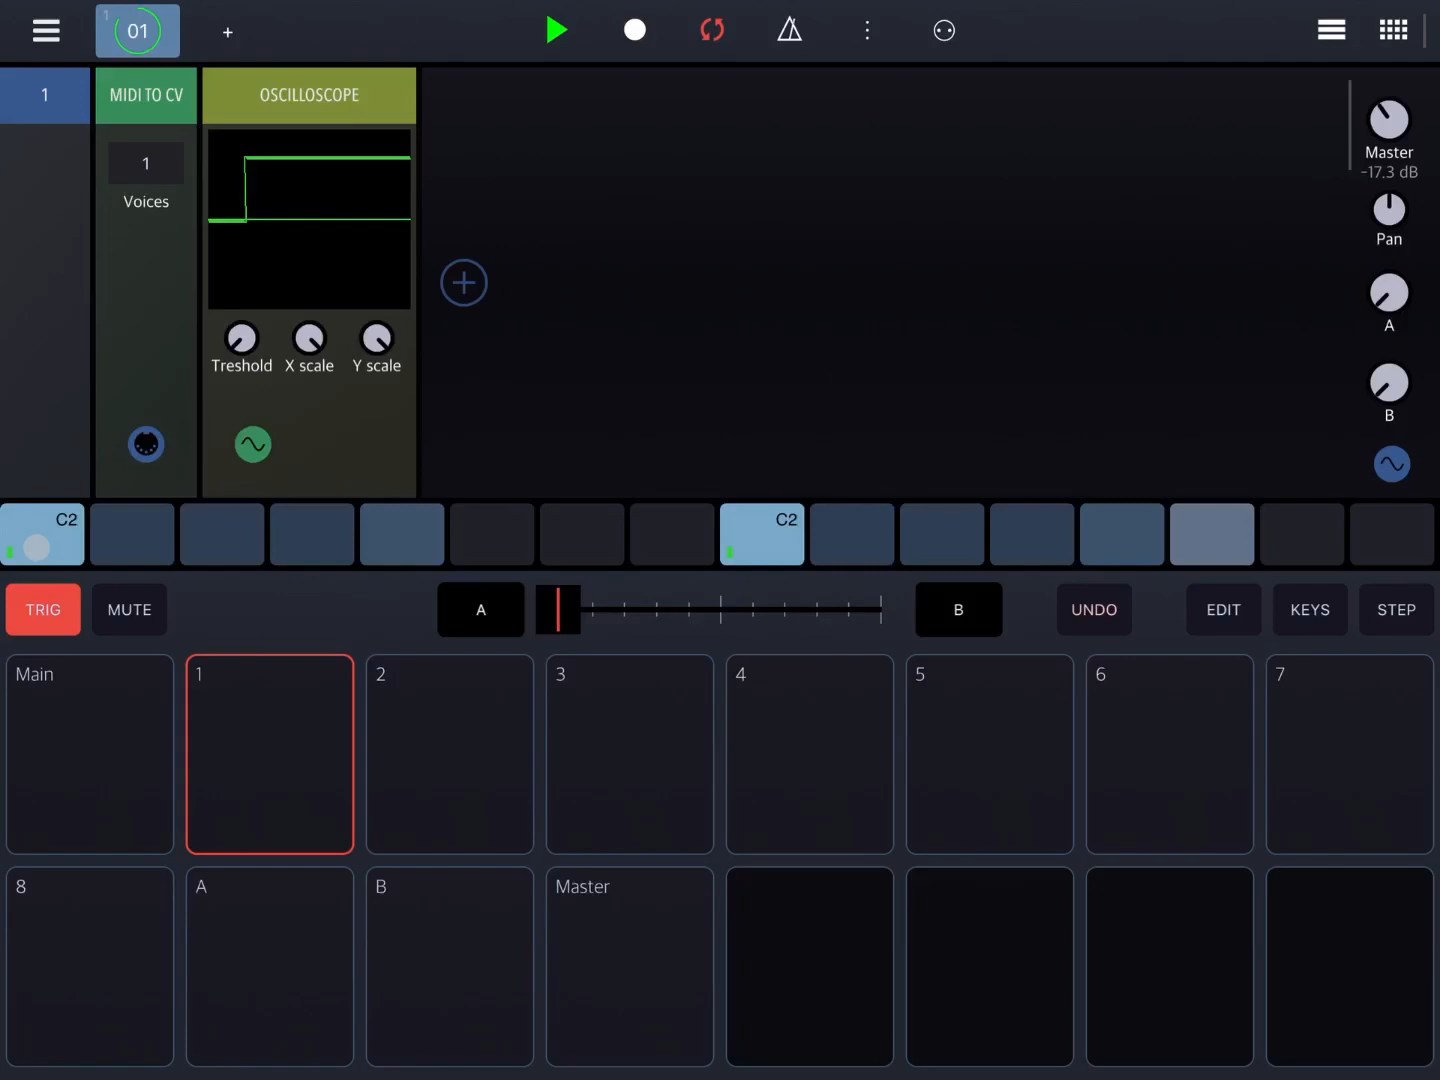 1
01
1
MIDI TO CV
OSCILLOSCOPE
1
Voices
Treshold
X scale
Y scale
Master
-17.3 dB
Pan
A
B
C2
C2
TRIG
MUTE
A
B
UNDO
EDIT
KEYS
STEP
Main
1
2
3
4
5
6
7
8
A
B
Master